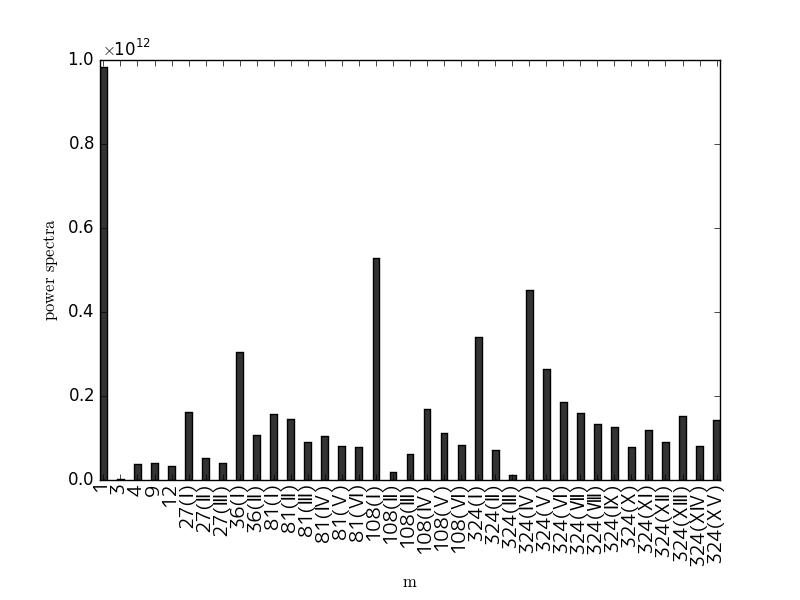 ×10¹²
1.0
0.8
0.6
0.4
0.2
0.0
power spectra
1
3
4
9
12
27(I)
27(II)
27(III)
36(I)
36(II)
81(I)
81(II)
81(III)
81(IV)
81(V)
81(VI)
108(I)
108(II)
108(III)
108(IV)
108(V)
108(VI)
324(I)
324(II)
324(III)
324(IV)
324(V)
324(VI)
324(VII)
324(VIII)
324(IX)
324(X)
324(XI)
324(XII)
324(XIII)
324(XIV)
324(XV)
m